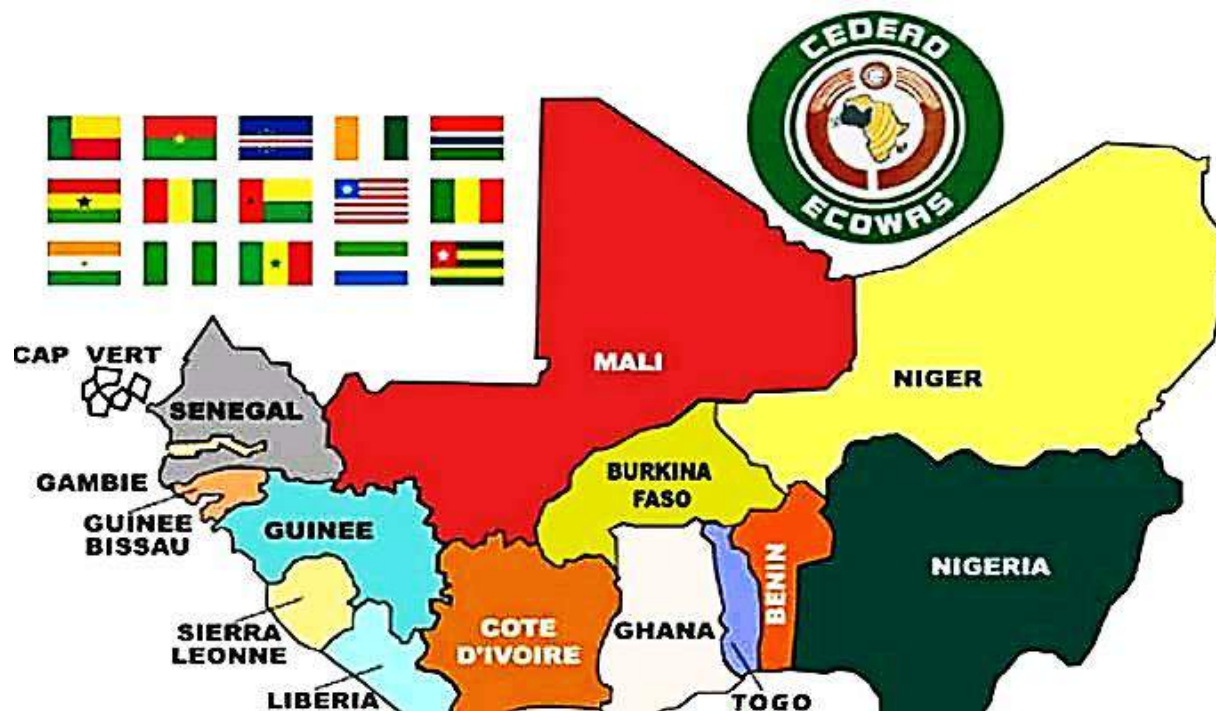 CEDEAO
ECOWAS
CAP VERT
SENEGAL
MALI
NIGER
GAMBIE
GUINEE
BISSAU
GUINEE
BURKINA
FASO
BENIN
NIGERIA
SIERRA
LEONNE
COTE
D'IVOIRE
GHANA
LIBERIA
TOGO